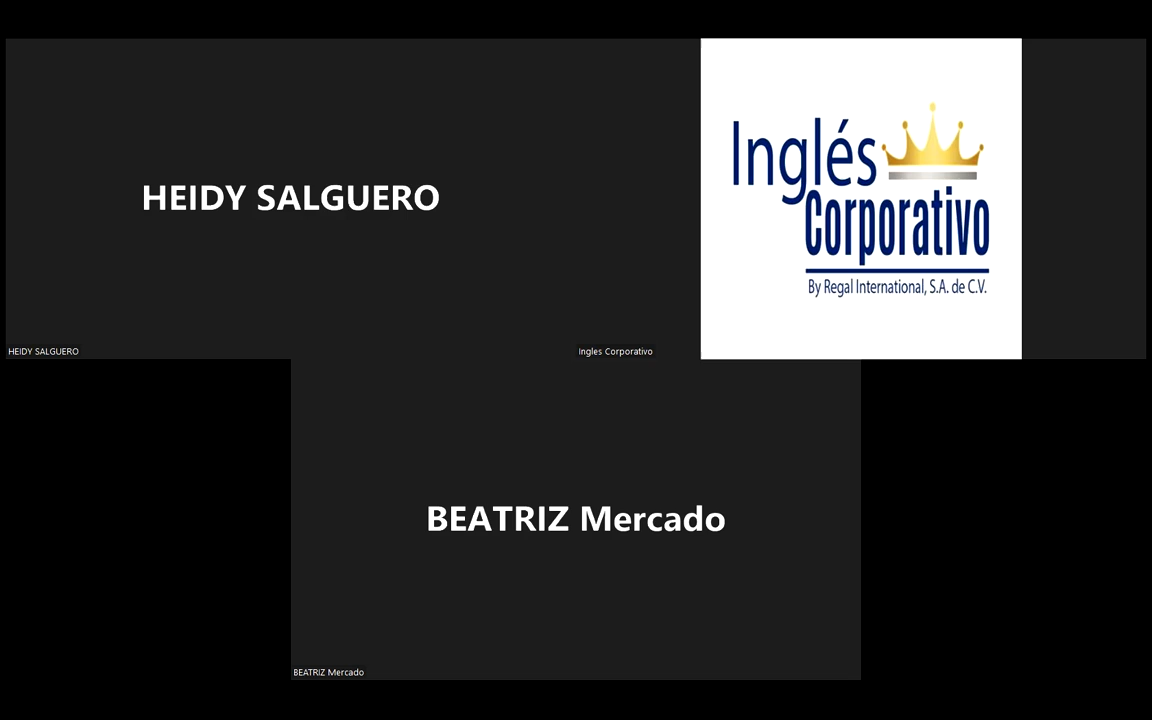 HEIDY SALGUERO
Inglés
Corporativo
By Regal International, S.A. de C.V.
HEIDY SALGUERO
Ingles Corporativo
BEATRIZ Mercado
BEATRIZ Mercado